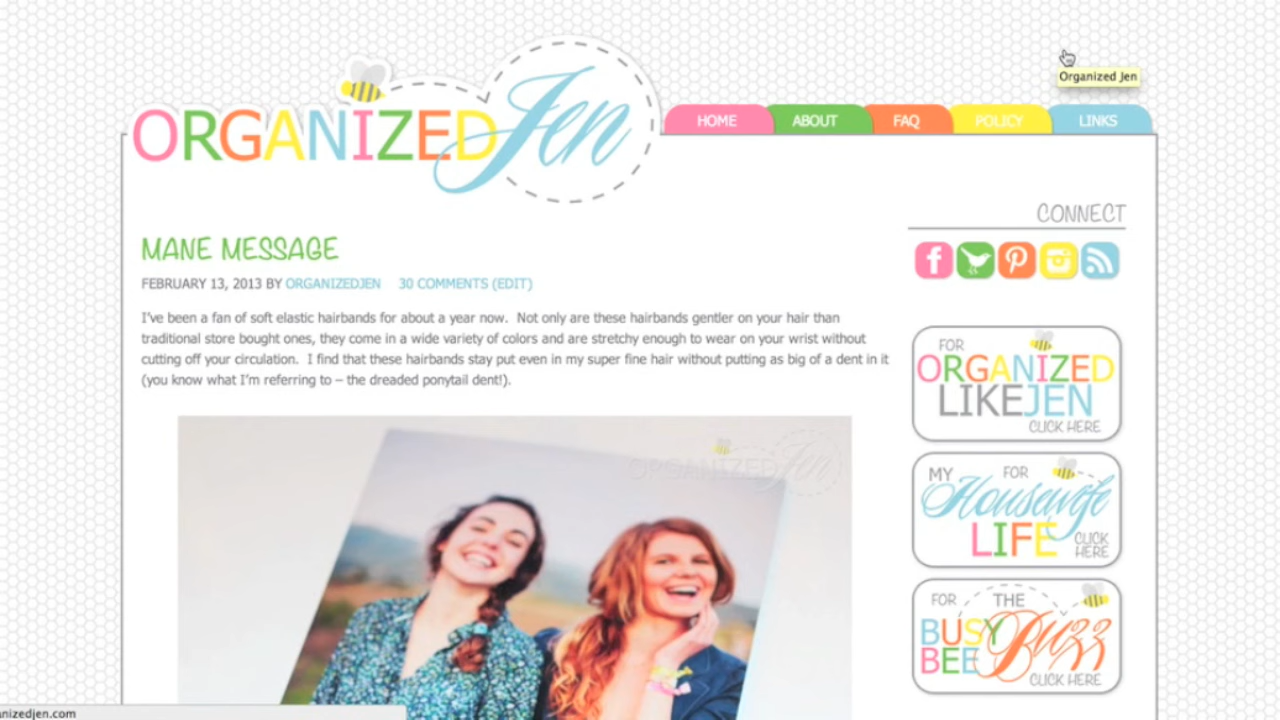 Organized Jen
ORGANIZED Jen
HOME ABOUT FAQ POLICY LINKS
CONNECT
MANE MESSAGE
FEBRUARY 13, 2013 BY ORGANIZEDJEN 30 COMMENTS (EDIT)
I've been a fan of soft elastic hairbands for about a year now. Not only are these hairbands gentler on your hair than
traditional store bought ones, they come in a wide variety of colors and are stretchy enough to wear on your wrist without
cutting off your circulation. I find that these hairbands stay put even in my super fine hair without putting as big of a dent in it
(you know what I'm referring to – the dreaded ponytail dent!).
FOR
ORGANIZED
LIKEJEN
CLICK HERE
ORGANIZED Jen
MY FOR
Housewife
LIFE
CLICK
HERE
FOR THE
BUSY Buzz
BEE
CLICK HERE
nizedjen.com